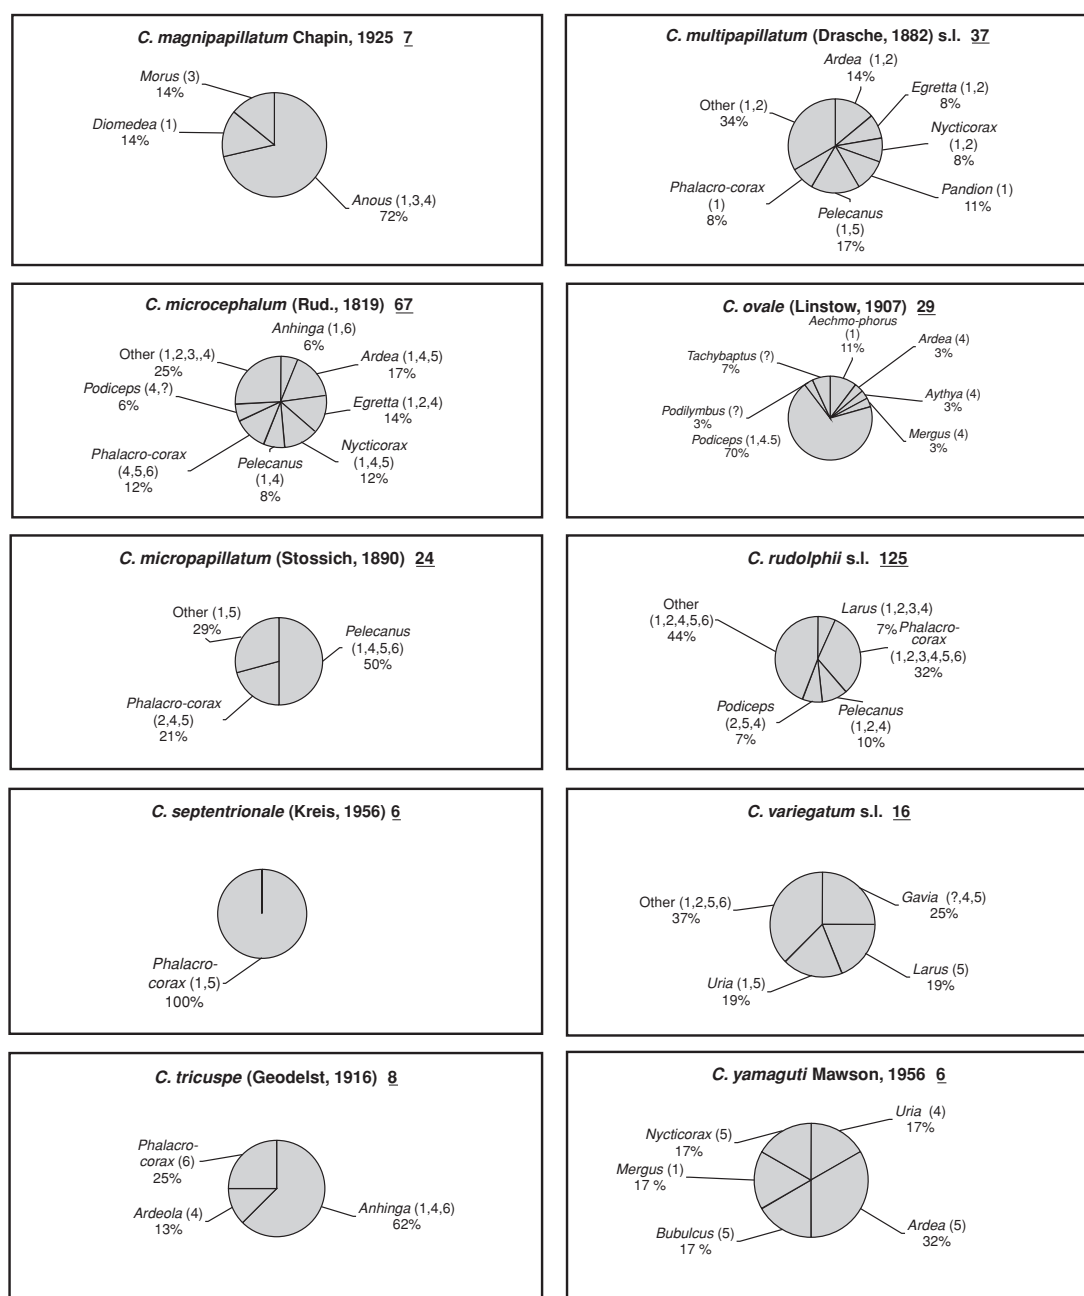 C. magnipapillatum Chapin, 1925 7
Morus (3)
14%
Diomedea (1)
14%
Anous (1,3,4)
72%
C. multipapillatum (Drasche, 1882) s.l. 37
Ardea (1,2)
14%
Egretta (1,2)
8%
Other (1,2)
34%
Nycticorax
(1,2)
8%
Phalacro-corax
(1)
8%
Pandion (1)
11%
Pelecanus
(1,5)
17%
C. microcephalum (Rud., 1819) 67
Anhinga (1,6)
6%
Other (1,2,3,,4)
25%
Ardea (1,4,5)
17%
Podiceps (4,?)
6%
Egretta (1,2,4)
14%
Phalacro-corax
(4,5,6)
12%
Pelecanus
(1,4)
8%
Nycticorax
(1,4,5)
12%
C. ovale (Linstow, 1907) 29
Aechmo-phorus
(1)
11%
Ardea (4)
3%
Tachybaptus (?)
7%
Aythya (4)
3%
Podilymbus (?)
3%
Podiceps (1,4.5)
70%
Mergus (4)
3%
C. micropapillatum (Stossich, 1890) 24
Other (1,5)
29%
Pelecanus
(1,4,5,6)
50%
Phalacro-corax
(2,4,5)
21%
C. rudolphii s.l. 125
Other
(1,2,4,5,6)
44%
Larus (1,2,3,4)
7%
Phalacro-
corax
(1,2,3,4,5,6)
32%
Podiceps
(2,5,4)
7%
Pelecanus
(1,2,4)
10%
C. septentrionale (Kreis, 1956) 6
Phalacro-
corax (1,5)
100%
C. variegatum s.l. 16
Other (1,2,5,6)
37%
Gavia (?,4,5)
25%
Uria (1,5)
19%
Larus (5)
19%
C. tricuspe (Geodelst, 1916) 8
Phalacro-
corax (6)
25%
Ardeola (4)
13%
Anhinga (1,4,6)
62%
C. yamaguti Mawson, 1956 6
Uria (4)
17%
Nycticorax (5)
17%
Mergus (1)
17 %
Bubulcus (5)
17 %
Ardea (5)
32%